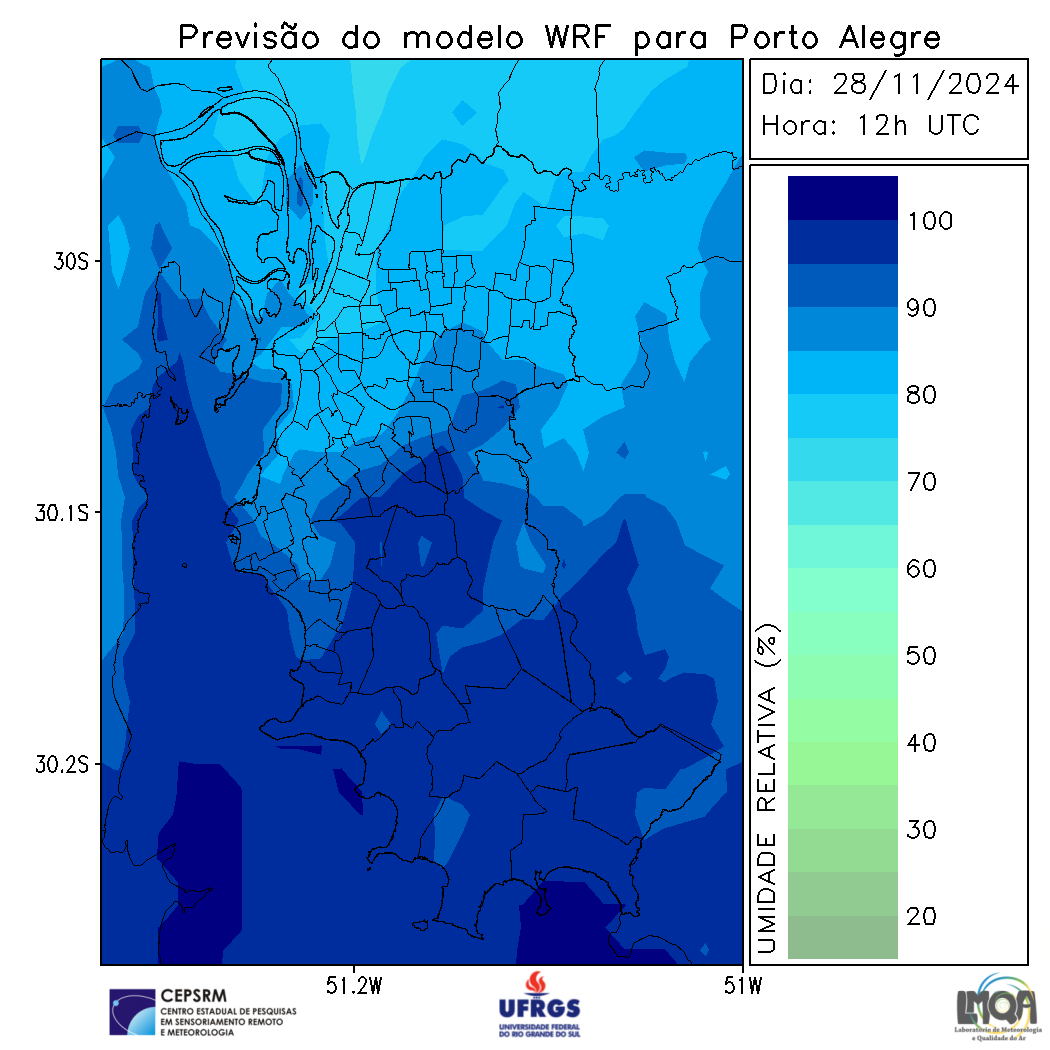 Previsão do modelo WRF para Porto Alegre
Dia: 28/11/2024
Hora: 12h UTC
30S
30.1S
30.2S
51.2W
51W
100
90
80
70
60
50
40
30
20
UMIDADE RELATIVA (%)
CEPSRM
CENTRO ESTADUAL DE PESQUISAS
EM SENSORIAMENTO REMOTO
E METEOROLOGIA
UFRGS
UNIVERSIDADE FEDERAL
DO RIO GRANDE DO SUL
LMQA
Laboratório de Meteorologia
e Qualidade do Ar